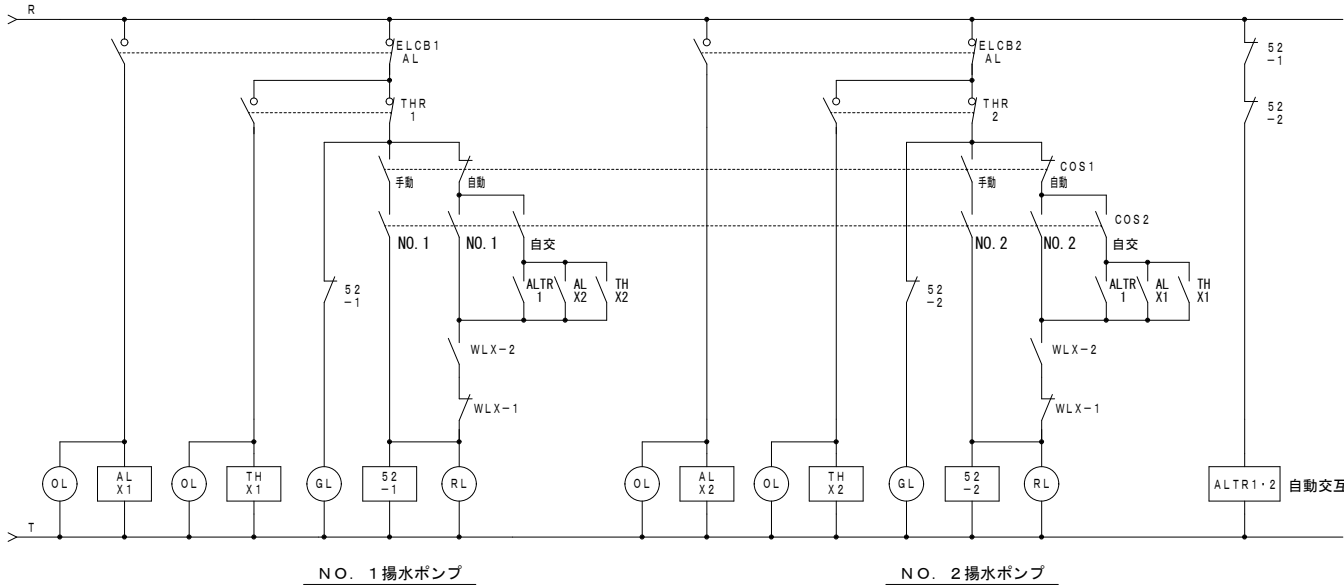 R
ELCB1
AL
THR
1
手動
自動
NO.1
NO.1
自交
52
-1
ALTR
1
AL
X2
TH
X2
WLX-2
WLX-1
OL
AL
X1
OL
TH
X1
GL
52
-1
RL
ELCB2
AL
THR
2
COS1
手動
自動
COS2
NO.2
NO.2
自交
52
-2
ALTR
1
AL
X1
TH
X1
WLX-2
WLX-1
OL
AL
X2
OL
TH
X2
GL
52
-2
RL
52
-1
52
-2
ALTR1・2 自動交互
T
NO. 1揚水ポンプ
NO. 2揚水ポンプ